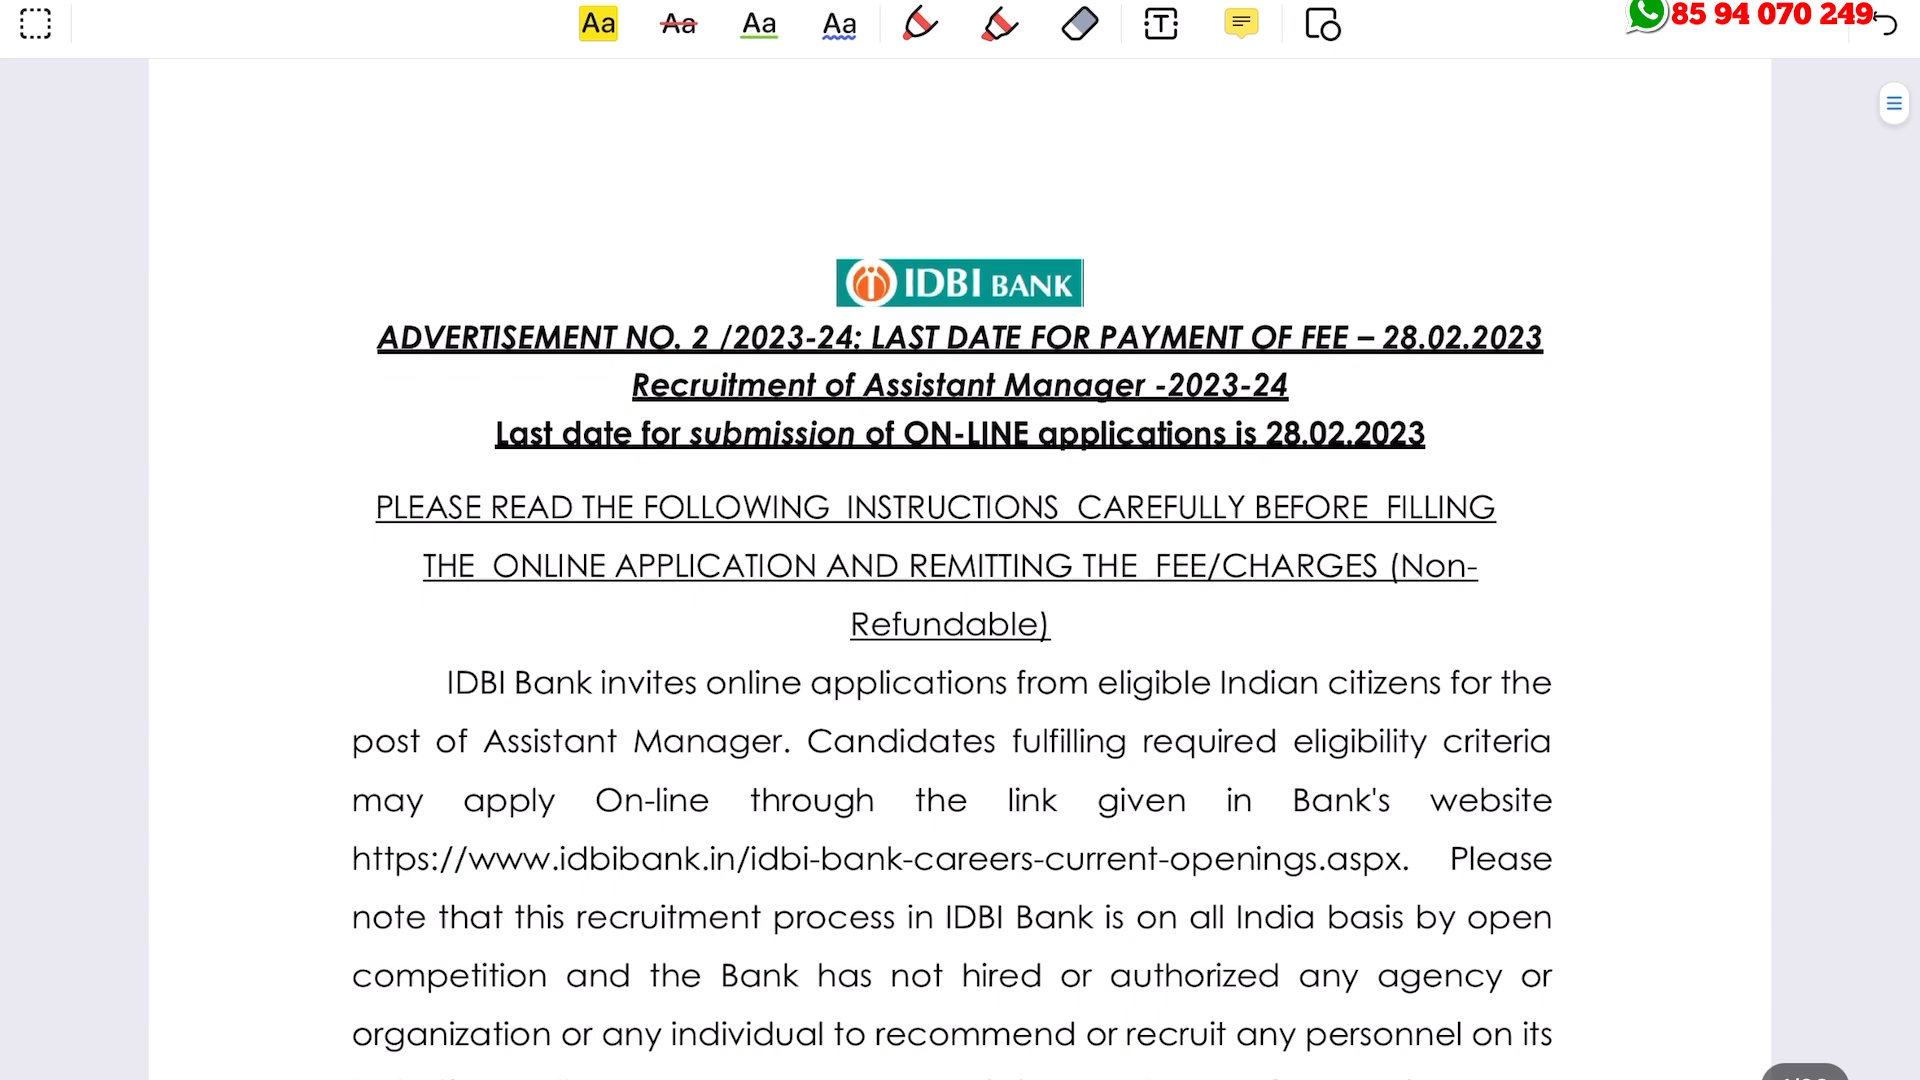 Aa Aa Aa Aa T 85 94 070 249
IDBI BANK
ADVERTISEMENT NO. 2 /2023-24: LAST DATE FOR PAYMENT OF FEE – 28.02.2023
Recruitment of Assistant Manager -2023-24
Last date for submission of ON-LINE applications is 28.02.2023
PLEASE READ THE FOLLOWING INSTRUCTIONS CAREFULLY BEFORE FILLING
THE ONLINE APPLICATION AND REMITTING THE FEE/CHARGES (Non-
Refundable)
IDBI Bank invites online applications from eligible Indian citizens for the
post of Assistant Manager. Candidates fulfilling required eligibility criteria
may apply On-line through the link given in Bank's website
https://www.idbibank.in/idbi-bank-careers-current-openings.aspx. Please
note that this recruitment process in IDBI Bank is on all India basis by open
competition and the Bank has not hired or authorized any agency or
organization or any individual to recommend or recruit any personnel on its